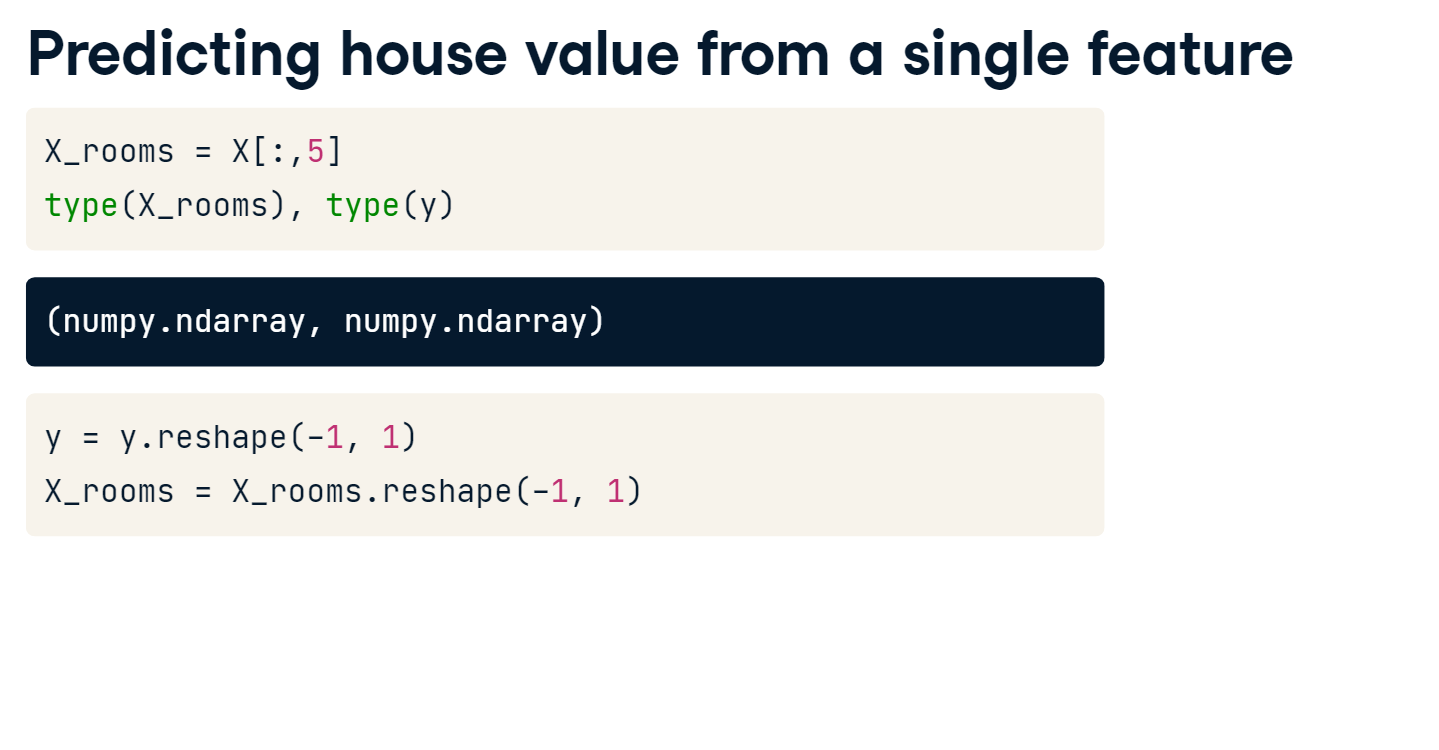 Predicting house value from a single feature
X_rooms = X[:,5]
type(X_rooms), type(y)
(numpy.ndarray, numpy.ndarray)
y = y.reshape(-1, 1)
X_rooms = X_rooms.reshape(-1, 1)